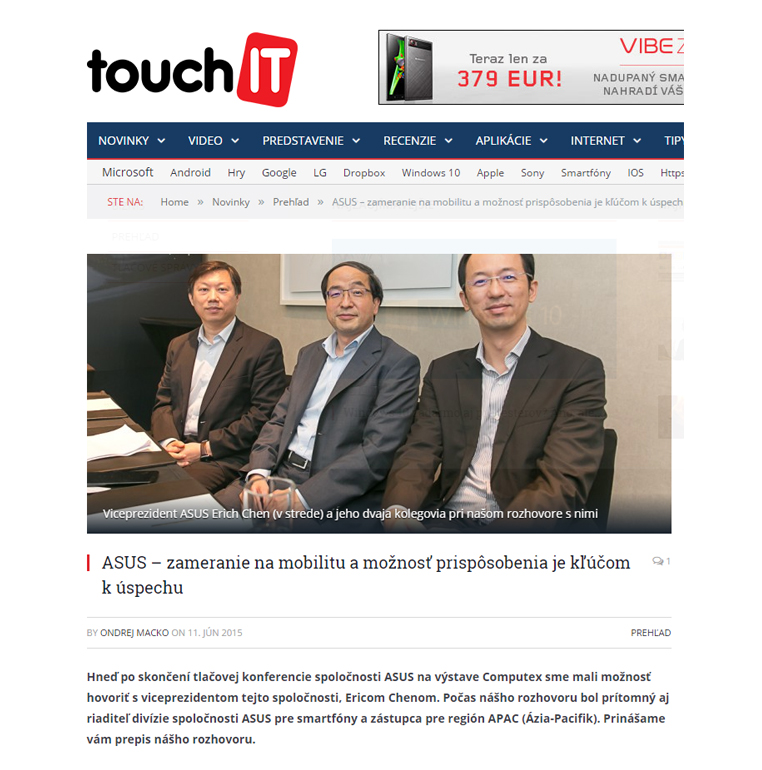 touchIT
Teraz len za
379 EUR!
VIBE Z
NADUPANÝ SMA
NAHRADÍ VÁŠ
NOVINKY VIDEO PREDSTAVENIE RECENZIE APLIKÁCIE INTERNET TIPY
Microsoft Android Hry Google LG Dropbox Windows 10 Apple Sony Smartfóny IOS Https
STE NA: Home » Novinky » Prehľad » ASUS – zameranie na mobilitu a možnosť prispôsobenia je kľúčom k úspech
PREHĽAD
Viceprezident ASUS Erich Chen (v strede) a jeho dvaja kolegovia pri našom rozhovore s nimi
ASUS – zameranie na mobilitu a možnosť prispôsobenia je kľúčom
k úspechu
1
BY ONDREJ MACKO ON 11. JÚN 2015
PREHĽAD
Hneď po skončení tlačovej konferencie spoločnosti ASUS na výstave Computex sme mali možnosť
hovoriť s viceprezidentom tejto spoločnosti, Ericom Chenom. Počas nášho rozhovoru bol prítomný aj
riaditeľ divízie spoločnosti ASUS pre smartfóny a zástupca pre región APAC (Ázia-Pacifik). Prinášame
vám prepis nášho rozhovoru.